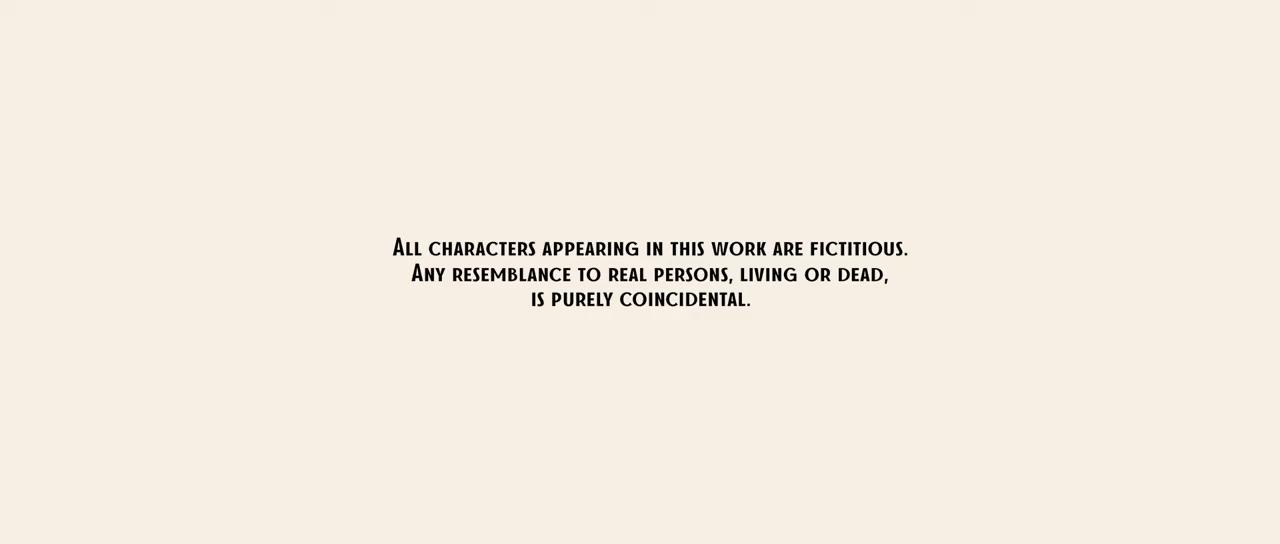 All characters appearing in this work are fictitious.
Any resemblance to real persons, living or dead,
is purely coincidental.